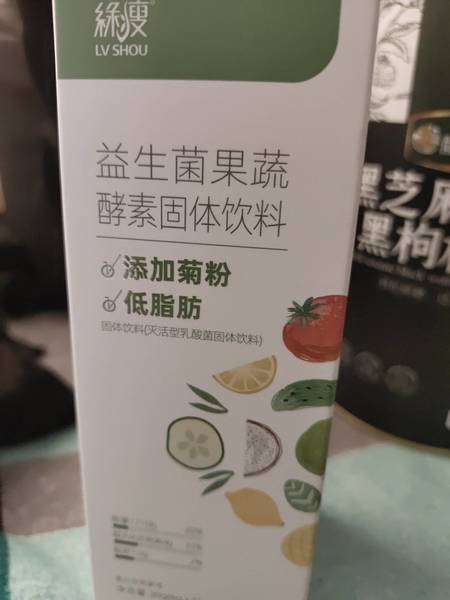 綠瘦
LV SHOU
益生菌果蔬
酵素固体饮料
添加菊粉
低脂肪
固体饮料(灭活型乳酸菌固体饮料)
黑芝麻
黑枸